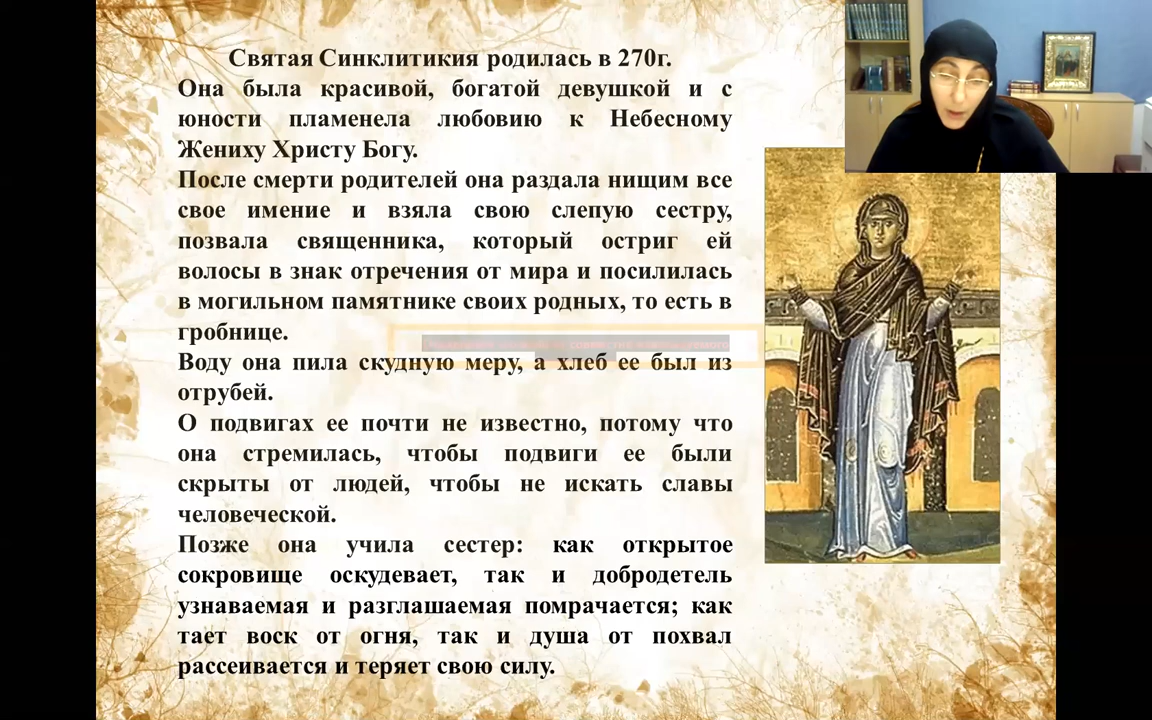 Святая Синклитикия родилась в 270г.
Она была красивой, богатой девушкой и с
юности пламенела любовию к Небесному
Жениху Христу Богу.
После смерти родителей она раздала нищим все
свое имение и взяла свою слепую сестру,
позвала священника, который остриг ей
волосы в знак отречения от мира и посилилась
в могильном памятнике своих родных, то есть в
гробнице.
Воду она пила скудную меру, а хлеб ее был из
отрубей.
О подвигах ее почти не известно, потому что
она стремилась, чтобы подвиги ее были
скрыты от людей, чтобы не искать славы
человеческой.
Позже она учила сестер: как открытое
сокровище оскудевает, так и добродетель
узнаваемая и разглашаемая помрачается; как
тает воск от огня, так и душа от похвал
рассеивается и теряет свою силу.